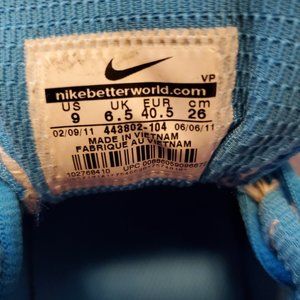 VP
nikebetterworld.com
US UK EUR cm
9 6.5 40.5 26
02/09/11 443802-104 06/06/11
MADE IN VIETNAM
FABRIQUE AU VIETNAM
UPC